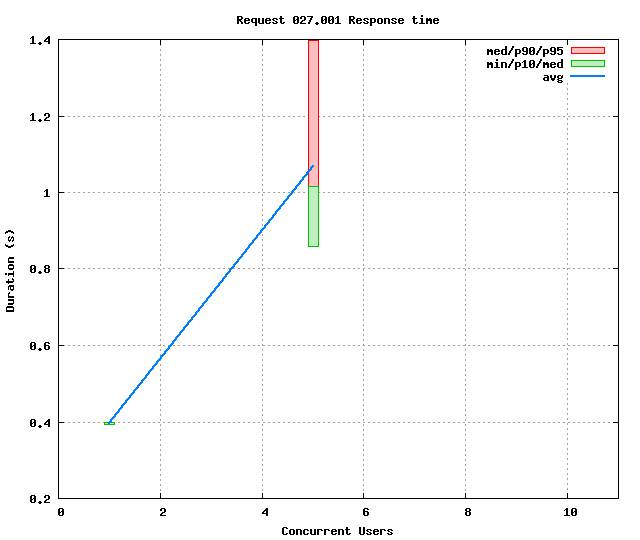 Request 027.001 Response time
1.4
1.2
1
0.8
0.6
0.4
0.2
Duration (s)
med/p90/p95
min/p10/med
avg
0 2 4 6 8 10
Concurrent Users